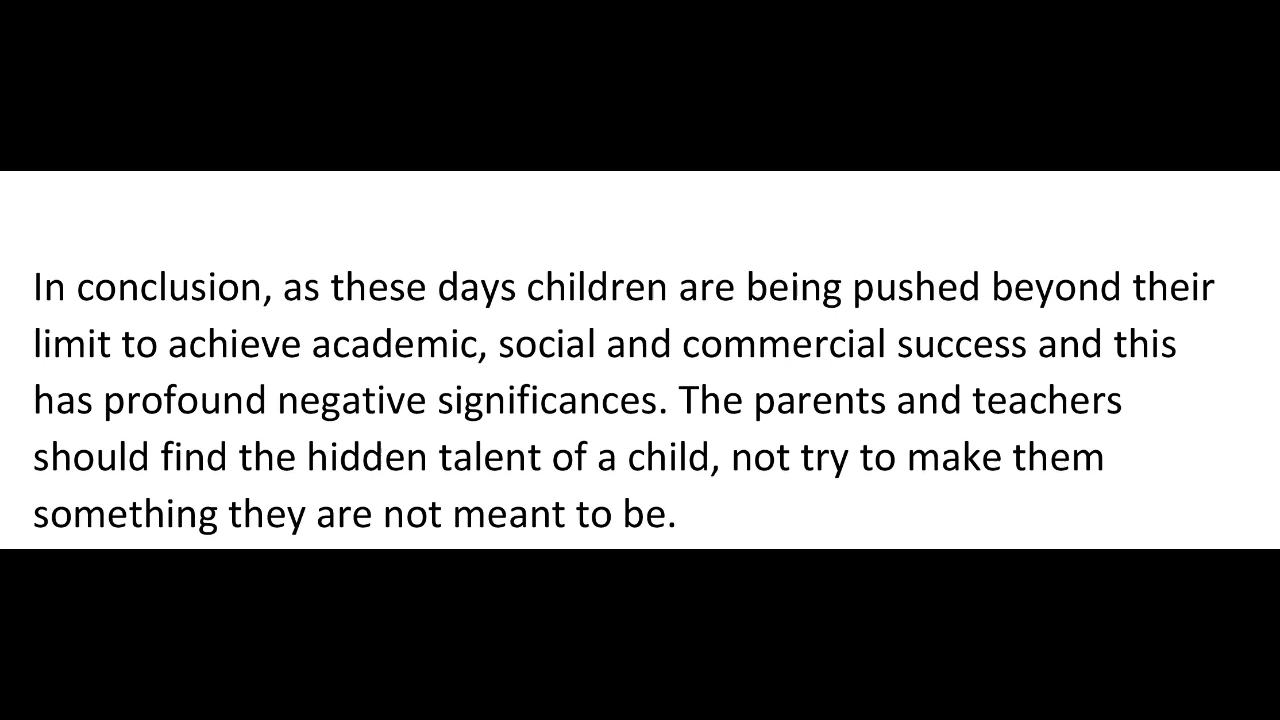 In conclusion, as these days children are being pushed beyond their
limit to achieve academic, social and commercial success and this
has profound negative significances. The parents and teachers
should find the hidden talent of a child, not try to make them
something they are not meant to be.